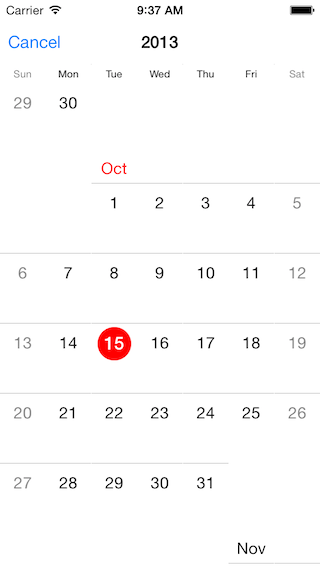 Carrier 9:37 AM
Cancel 2013
Sun Mon Tue Wed Thu Fri Sat
29 30
Oct
1 2 3 4 5
6 7 8 9 10 11 12
13 14 15 16 17 18 19
20 21 22 23 24 25 26
27 28 29 30 31
Nov